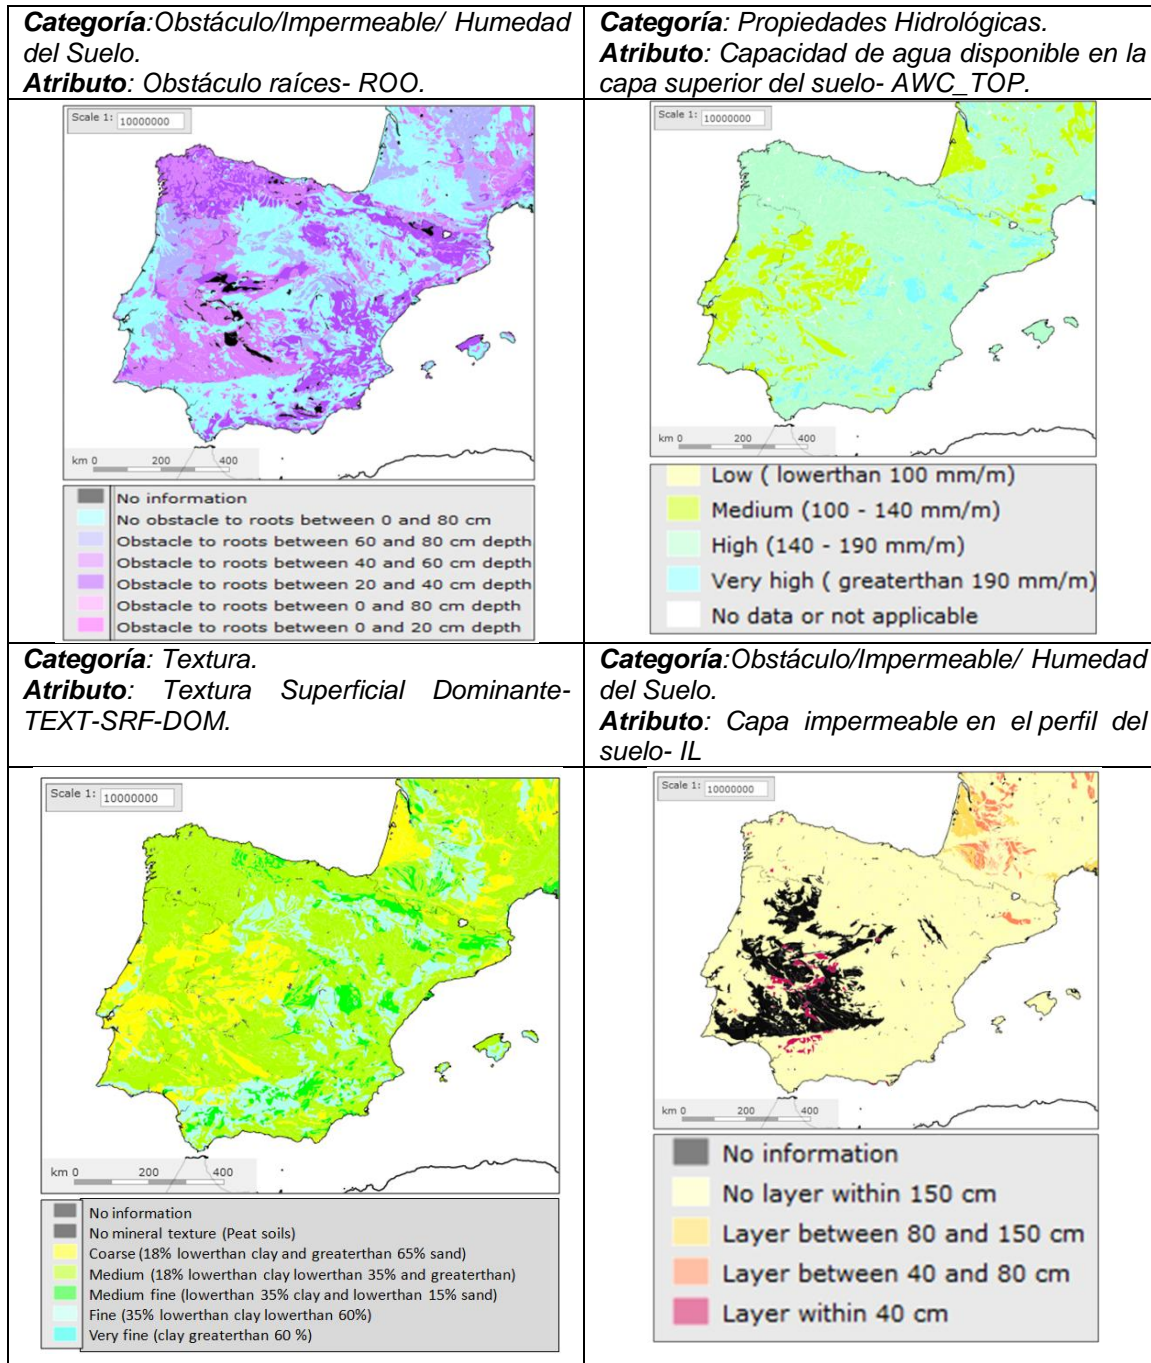 Categoría:Obstáculo/Impermeable/ Humedad
del Suelo.
Atributo: Obstáculo raíces- ROO.
Categoría: Propiedades Hidrológicas.
Atributo: Capacidad de agua disponible en la
capa superior del suelo- AWC_TOP.
Scale 1: 10000000
km 0 200 400
No information
No obstacle to roots between 0 and 80 cm
Obstacle to roots between 60 and 80 cm depth
Obstacle to roots between 40 and 60 cm depth
Obstacle to roots between 20 and 40 cm depth
Obstacle to roots between 0 and 80 cm depth
Obstacle to roots between 0 and 20 cm depth
Scale 1: 10000000
km 0 200 400
Low ( lowerthan 100 mm/m)
Medium (100 - 140 mm/m)
High (140 - 190 mm/m)
Very high ( greaterthan 190 mm/m)
No data or not applicable
Categoría: Textura.
Atributo: Textura Superficial Dominante-
TEXT-SRF-DOM.
Categoría:Obstáculo/Impermeable/ Humedad
del Suelo.
Atributo: Capa impermeable en el perfil del
suelo- IL
Scale 1: 10000000
km 0 200 400
No information
No mineral texture (Peat soils)
Coarse (18% lowerthan clay and greaterthan 65% sand)
Medium (18% lowerthan clay lowerthan 35% and greaterthan)
Medium fine (lowerthan 35% clay and lowerthan 15% sand)
Fine (35% lowerthan clay lowerthan 60%)
Very fine (clay greaterthan 60 %)
Scale 1: 10000000
km 0 200 400
No information
No layer within 150 cm
Layer between 80 and 150 cm
Layer between 40 and 80 cm
Layer within 40 cm